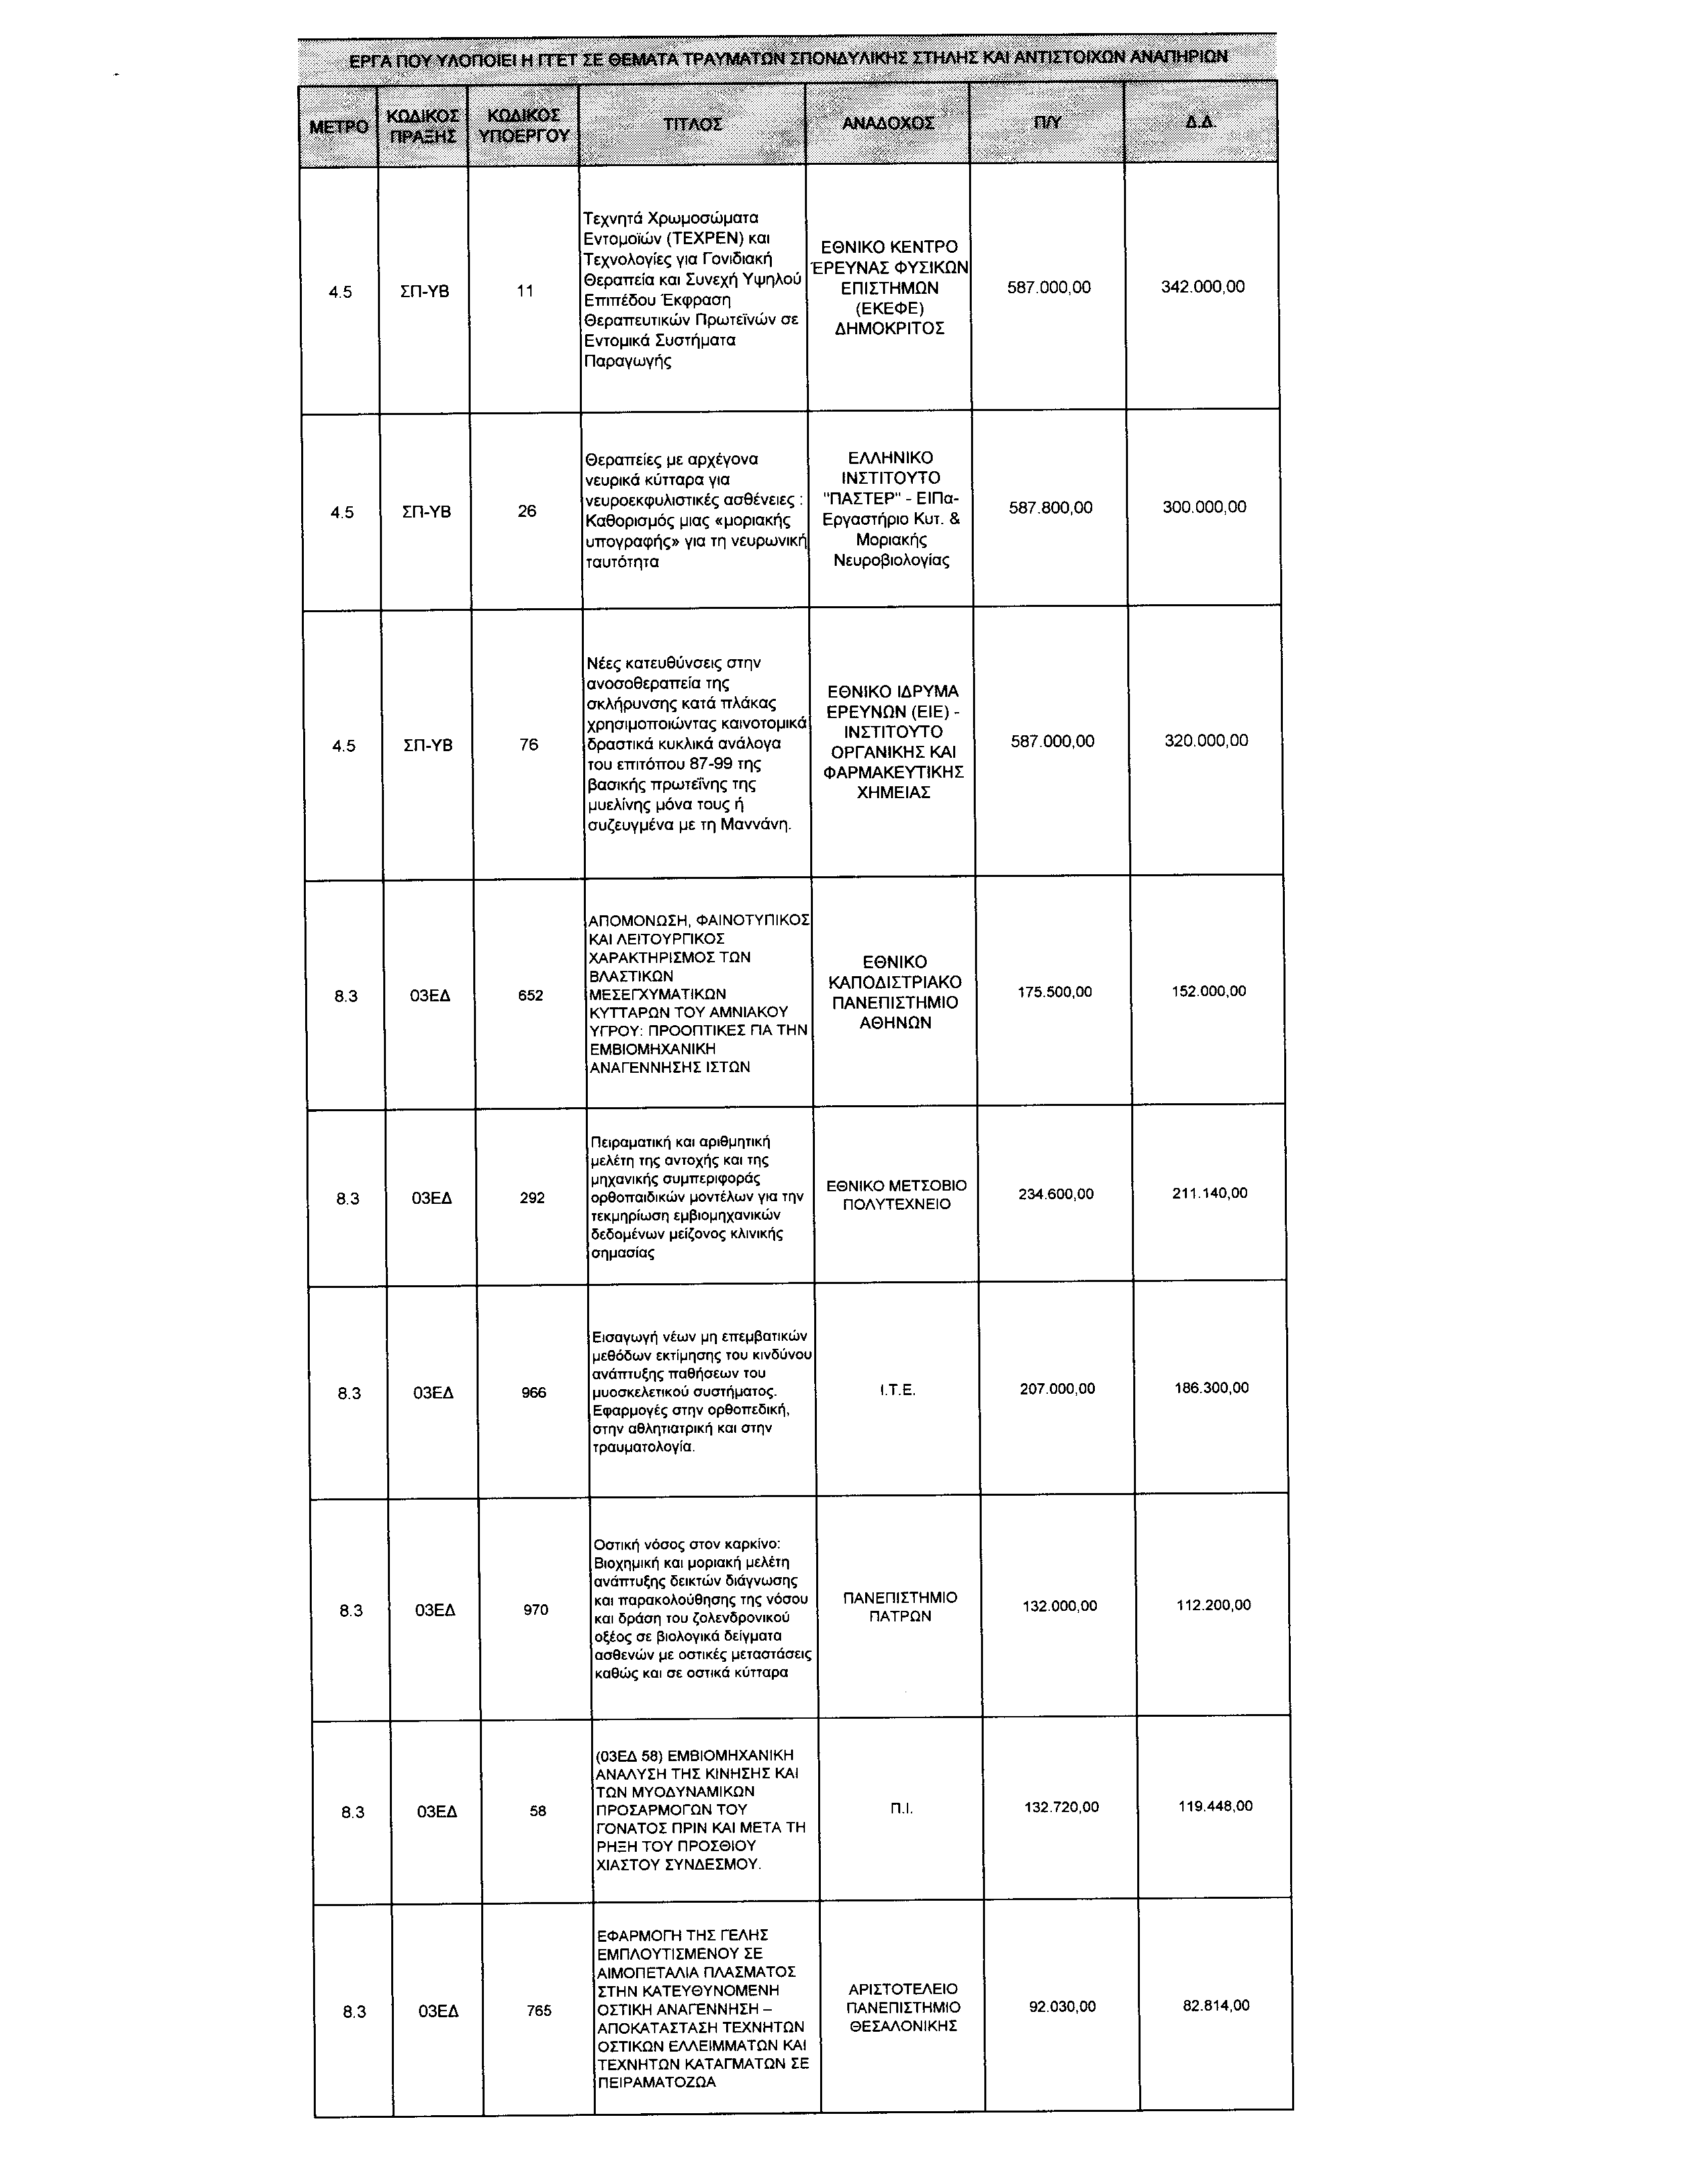 ΕΡΓΑ ΠΟΥ ΥΛΟΠΟΙΕΙ Η ΓΓΕΤ ΣΕ ΘΕΜΑΤΑ ΤΡΑΥΜΑΤΩΝ ΣΠΟΝΔΥΛΙΚΗΣ ΣΤΗΛΗΣ ΚΑΙ ΑΝΤΙΣΤΟΙΧΩΝ ΑΝΑΠΗΡΙΩΝ
ΜΕΤΡΟ
ΚΩΔΙΚΟΣ
ΠΡΑΞΗΣ
ΚΩΔΙΚΟΣ
ΥΠΟΕΡΓΟΥ
ΤΙΤΛΟΣ
ΑΝΑΔΟΧΟΣ
Π/Υ
Δ.Δ.
4.5
ΣΠ-ΥΒ
11
Τεχνητά Χρωμοσώματα
Εντομοϊών (ΤΕΧΡΕΝ) και
Τεχνολογίες για Γονιδιακή
Θεραπεία και Συνεχή Υψηλού
Επιπέδου Έκφραση
Θεραπευτικών Πρωτεϊνών σε
Εντομικά Συστήματα
Παραγωγής
ΕΘΝΙΚΟ ΚΕΝΤΡΟ
ΈΡΕΥΝΑΣ ΦΥΣΙΚΩΝ
ΕΠΙΣΤΗΜΩΝ
(ΕΚΕΦΕ)
ΔΗΜΟΚΡΙΤΟΣ
587.000,00
342.000,00
4.5
ΣΠ-ΥΒ
26
Θεραπείες με αρχέγονα
νευρικά κύτταρα για
νευροεκφυλιστικές ασθένειες :
Καθορισμός μιας «μοριακής
υπογραφής» για τη νευρωνική
ταυτότητα
ΕΛΛΗΝΙΚΟ
ΙΝΣΤΙΤΟΥΤΟ
"ΠΑΣΤΕΡ" - ΕΙΠα-
Εργαστήριο Κυτ. &
Μοριακής
Νευροβιολογίας
587.800,00
300.000,00
4.5
ΣΠ-ΥΒ
76
Νέες κατευθύνσεις στην
ανοσοθεραπεία της
σκλήρυνσης κατά πλάκας
χρησιμοποιώντας καινοτομικά
δραστικά κυκλικά ανάλογα
του επιτόπου 87-99 της
βασικής πρωτεΐνης της
μυελίνης μόνα τους ή
συζευγμένα με τη Μαννάνη.
ΕΘΝΙΚΟ ΙΔΡΥΜΑ
ΕΡΕΥΝΩΝ (ΕΙΕ) -
ΙΝΣΤΙΤΟΥΤΟ
ΟΡΓΑΝΙΚΗΣ ΚΑΙ
ΦΑΡΜΑΚΕΥΤΙΚΗΣ
ΧΗΜΕΙΑΣ
587.000,00
320.000,00
8.3
03ΕΔ
652
ΑΠΟΜΟΝΩΣΗ, ΦΑΙΝΟΤΥΠΙΚΟΣ
ΚΑΙ ΛΕΙΤΟΥΡΓΙΚΟΣ
ΧΑΡΑΚΤΗΡΙΣΜΟΣ ΤΩΝ
ΒΛΑΣΤΙΚΩΝ
ΜΕΣΕΓΧΥΜΑΤΙΚΩΝ
ΚΥΤΤΑΡΩΝ ΤΟΥ ΑΜΝΙΑΚΟΥ
ΥΓΡΟΥ: ΠΡΟΟΠΤΙΚΕΣ ΓΙΑ ΤΗΝ
ΕΜΒΙΟΜΗΧΑΝΙΚΗ
ΑΝΑΓΕΝΝΗΣΗΣ ΙΣΤΩΝ
ΕΘΝΙΚΟ
ΚΑΠΟΔΙΣΤΡΙΑΚΟ
ΠΑΝΕΠΙΣΤΗΜΙΟ
ΑΘΗΝΩΝ
175.500,00
152.000,00
8.3
03ΕΔ
292
Πειραματική και αριθμητική
μελέτη της αντοχής και της
μηχανικής συμπεριφοράς
ορθοπαιδικών μοντέλων για την
τεκμηρίωση εμβιομηχανικών
δεδομένων μείζονος κλινικής
σημασίας
ΕΘΝΙΚΟ ΜΕΤΣΟΒΙΟ
ΠΟΛΥΤΕΧΝΕΙΟ
234.600,00
211.140,00
8.3
03ΕΔ
966
Εισαγωγή νέων μη επεμβατικών
μεθόδων εκτίμησης του κινδύνου
ανάπτυξης παθήσεων του
μυοσκελετικού συστήματος.
Εφαρμογές στην ορθοπεδική,
στην αθλητιατρική και στην
τραυματολογία.
Ι.Τ.Ε.
207.000,00
186.300,00
8.3
03ΕΔ
970
Οστική νόσος στον καρκίνο:
Βιοχημική και μοριακή μελέτη
ανάπτυξης δεικτών διάγνωσης
και παρακολούθησης της νόσου
και δράση του ζολενδρονικού
οξέος σε βιολογικά δείγματα
ασθενών με οστικές μεταστάσεις
καθώς και σε οστικά κύτταρα
ΠΑΝΕΠΙΣΤΗΜΙΟ
ΠΑΤΡΩΝ
132.000,00
112.200,00
8.3
03ΕΔ
58
(03ΕΔ 58) ΕΜΒΙΟΜΗΧΑΝΙΚΗ
ΑΝΑΛΥΣΗ ΤΗΣ ΚΙΝΗΣΗΣ ΚΑΙ
ΤΩΝ ΜΥΟΔΥΝΑΜΙΚΩΝ
ΠΡΟΣΑΡΜΟΓΩΝ ΤΟΥ
ΓΟΝΑΤΟΣ ΠΡΙΝ ΚΑΙ ΜΕΤΑ ΤΗ
ΡΗΞΗ ΤΟΥ ΠΡΟΣΘΙΟΥ
ΧΙΑΣΤΟΥ ΣΥΝΔΕΣΜΟΥ.
Π.Ι.
132.720,00
119.448,00
8.3
03ΕΔ
765
ΕΦΑΡΜΟΓΗ ΤΗΣ ΓΕΛΗΣ
ΕΜΠΛΟΥΤΙΣΜΕΝΟΥ ΣΕ
ΑΙΜΟΠΕΤΑΛΙΑ ΠΛΑΣΜΑΤΟΣ
ΣΤΗΝ ΚΑΤΕΥΘΥΝΟΜΕΝΗ
ΟΣΤΙΚΗ ΑΝΑΓΕΝΝΗΣΗ –
ΑΠΟΚΑΤΑΣΤΑΣΗ ΤΕΧΝΗΤΩΝ
ΟΣΤΙΚΩΝ ΕΛΛΕΙΜΜΑΤΩΝ ΚΑΙ
ΤΕΧΝΗΤΩΝ ΚΑΤΑΓΜΑΤΩΝ ΣΕ
ΠΕΙΡΑΜΑΤΟΖΩΑ
ΑΡΙΣΤΟΤΕΛΕΙΟ
ΠΑΝΕΠΙΣΤΗΜΙΟ
ΘΕΣΑΛΟΝΙΚΗΣ
92.030,00
82.814,00